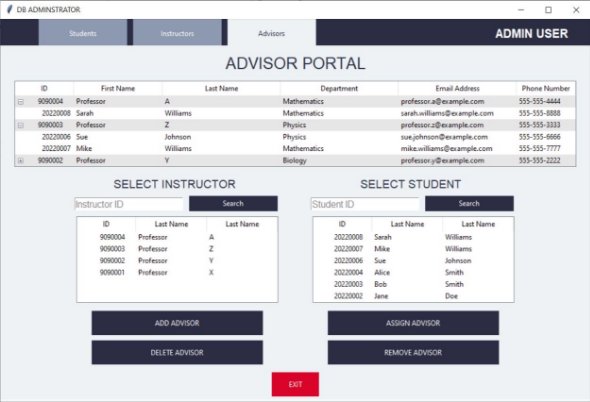 DB ADMINSTRATOR
Students Instructors Advisors ADMIN USER
ADVISOR PORTAL
ID First Name Last Name Department Email Address Phone Number
9090004 Professor A Mathematics professor.a@example.com 555-555-4444
20220008 Sarah Williams Mathematics sarah.williams@example.com 555-555-8888
9090003 Professor Z Physics professor.z@example.com 555-555-3333
20220006 Sue Johnson Physics sue.johnson@example.com 555-555-6666
20220007 Mike Williams Mathematics mike.williams@example.com 555-555-7777
9090002 Professor Y Biology professor.y@example.com 555-555-2222
SELECT INSTRUCTOR
Instructor ID Search
ID Last Name Last Name
9090004 Professor A
9090003 Professor Z
9090002 Professor Y
9090001 Professor X
ADD ADVISOR
DELETE ADVISOR
SELECT STUDENT
Student ID Search
ID Last Name Last Name
20220008 Sarah Williams
20220007 Mike Williams
20220006 Sue Johnson
20220004 Alice Smith
20220003 Bob Smith
20220002 Jane Doe
ASSIGN ADVISOR
REMOVE ADVISOR
EXIT